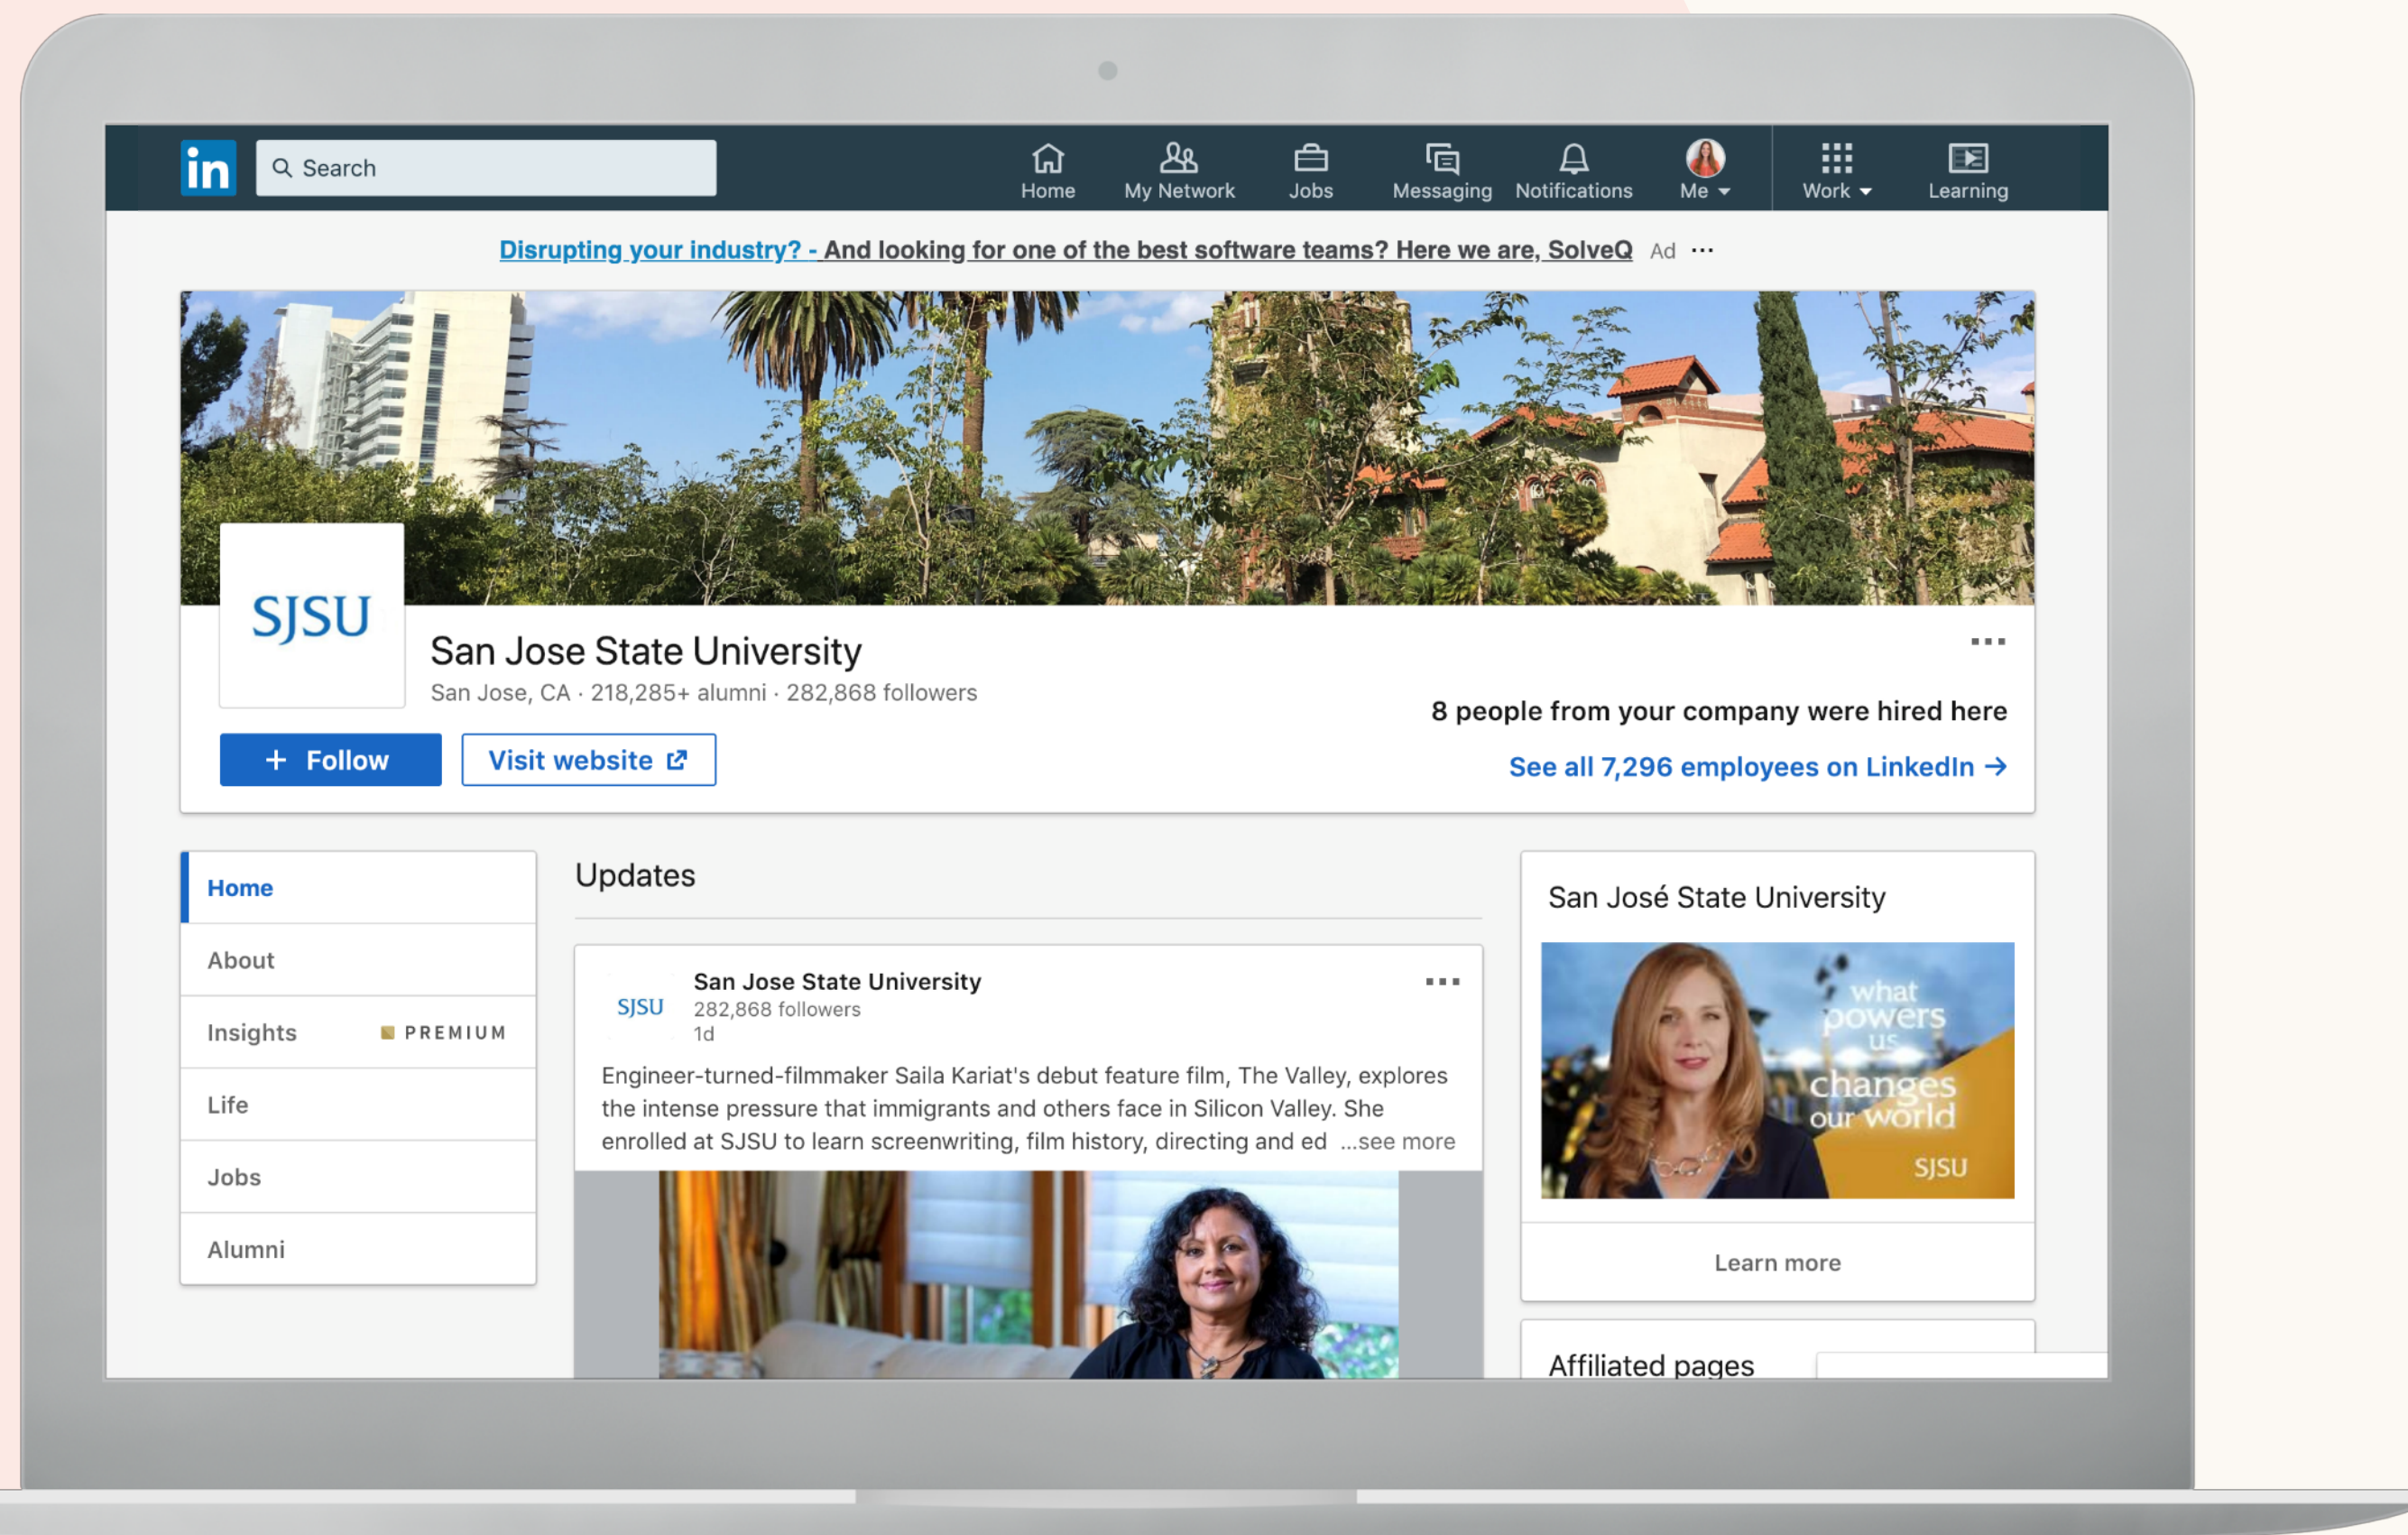 in
Search
Home
My Network
Jobs
Messaging
Notifications
Me
Work
Learning
Disrupting your industry? - And looking for one of the best software teams? Here we are, SolveQ Ad ...
SJSU
San Jose State University
San Jose, CA · 218,285+ alumni · 282,868 followers
8 people from your company were hired here
+ Follow
Visit website
See all 7,296 employees on LinkedIn →
Home
About
Insights PREMIUM
Life
Jobs
Alumni
Updates
SJSU
San Jose State University
282,868 followers
1d
Engineer-turned-filmmaker Saila Kariat's debut feature film, The Valley, explores
the intense pressure that immigrants and others face in Silicon Valley. She
enrolled at SJSU to learn screenwriting, film history, directing and ed ...see more
San José State University
what
powers
us
changes
our world
SJSU
Learn more
Affiliated pages